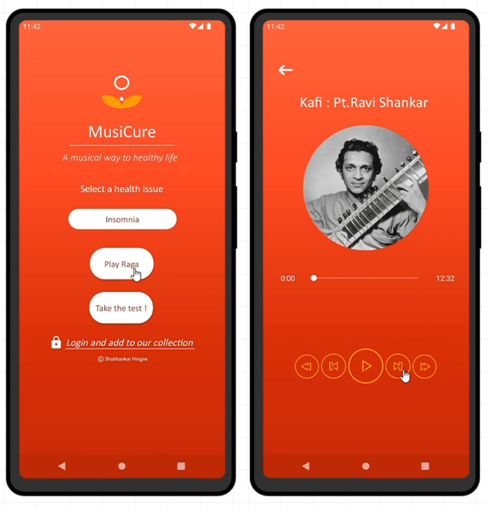 11:42
MusiCure
A musical way to healthy life
Select a health issue
Insomnia
Play Raga
Take the test !
Login and add to our collection
© Shubhankar Hingne
11:42
Kafi : Pt.Ravi Shankar
0:00
12:32